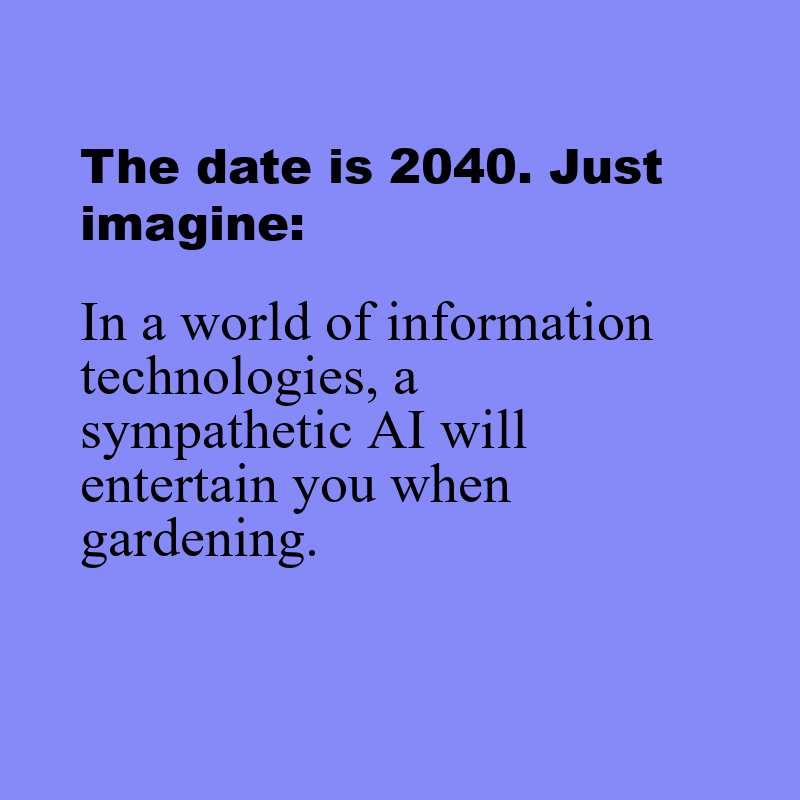 The date is 2040. Just
imagine:
In a world of information
technologies, a
sympathetic AI will
entertain you when
gardening.